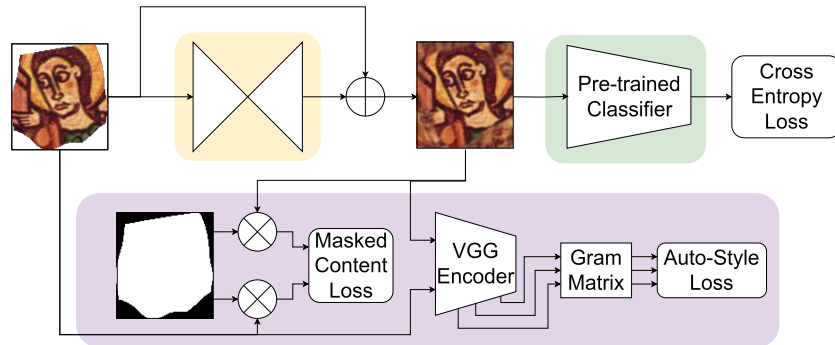 Pre-trained
Classifier
Cross
Entropy
Loss
Masked
Content
Loss
VGG
Encoder
Gram
Matrix
Auto-Style
Loss